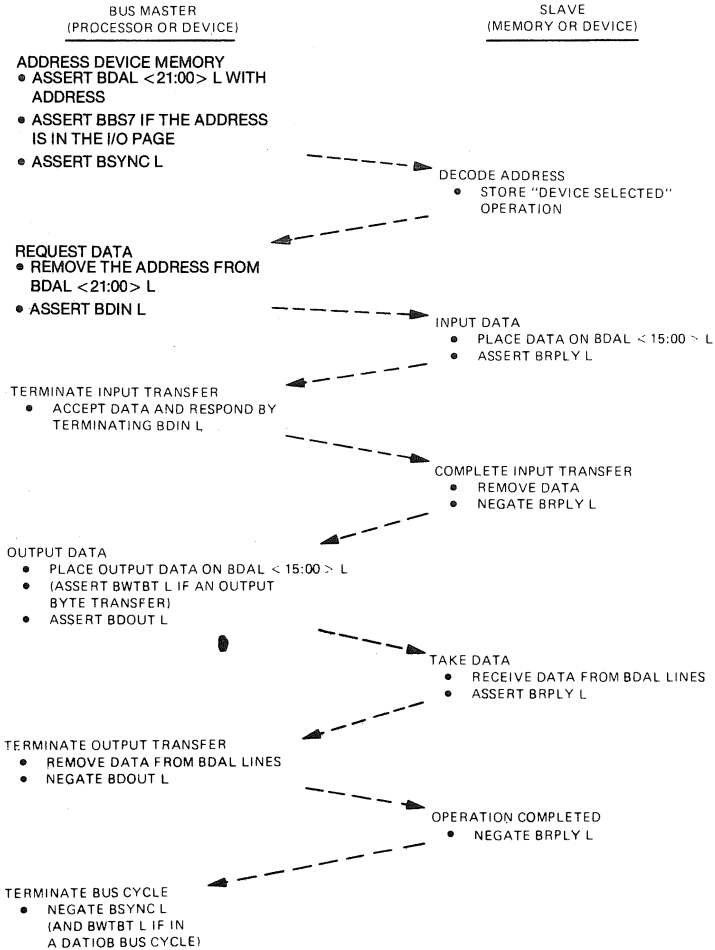 BUS MASTER
(PROCESSOR OR DEVICE)
SLAVE
(MEMORY OR DEVICE)
ADDRESS DEVICE MEMORY
• ASSERT BDAL <21:00> L WITH
ADDRESS
• ASSERT BBS7 IF THE ADDRESS
IS IN THE I/O PAGE
• ASSERT BSYNC L
DECODE ADDRESS
• STORE "DEVICE SELECTED"
OPERATION
REQUEST DATA
• REMOVE THE ADDRESS FROM
BDAL <21:00> L
• ASSERT BDIN L
INPUT DATA
• PLACE DATA ON BDAL < 15:00 > L
• ASSERT BRPLY L
TERMINATE INPUT TRANSFER
• ACCEPT DATA AND RESPOND BY
TERMINATING BDIN L
COMPLETE INPUT TRANSFER
• REMOVE DATA
• NEGATE BRPLY L
OUTPUT DATA
• PLACE OUTPUT DATA ON BDAL < 15:00 > L
• (ASSERT BWTBT L IF AN OUTPUT
BYTE TRANSFER)
• ASSERT BDOUT L
TAKE DATA
• RECEIVE DATA FROM BDAL LINES
• ASSERT BRPLY L
TERMINATE OUTPUT TRANSFER
• REMOVE DATA FROM BDAL LINES
• NEGATE BDOUT L
OPERATION COMPLETED
• NEGATE BRPLY L
TERMINATE BUS CYCLE
• NEGATE BSYNC L
(AND BWTBT L IF IN
A DATIOB BUS CYCLE)